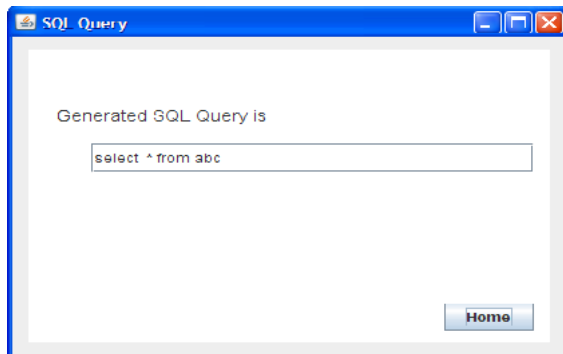 SQL Query
Generated SQL Query is
select * from abc
Home